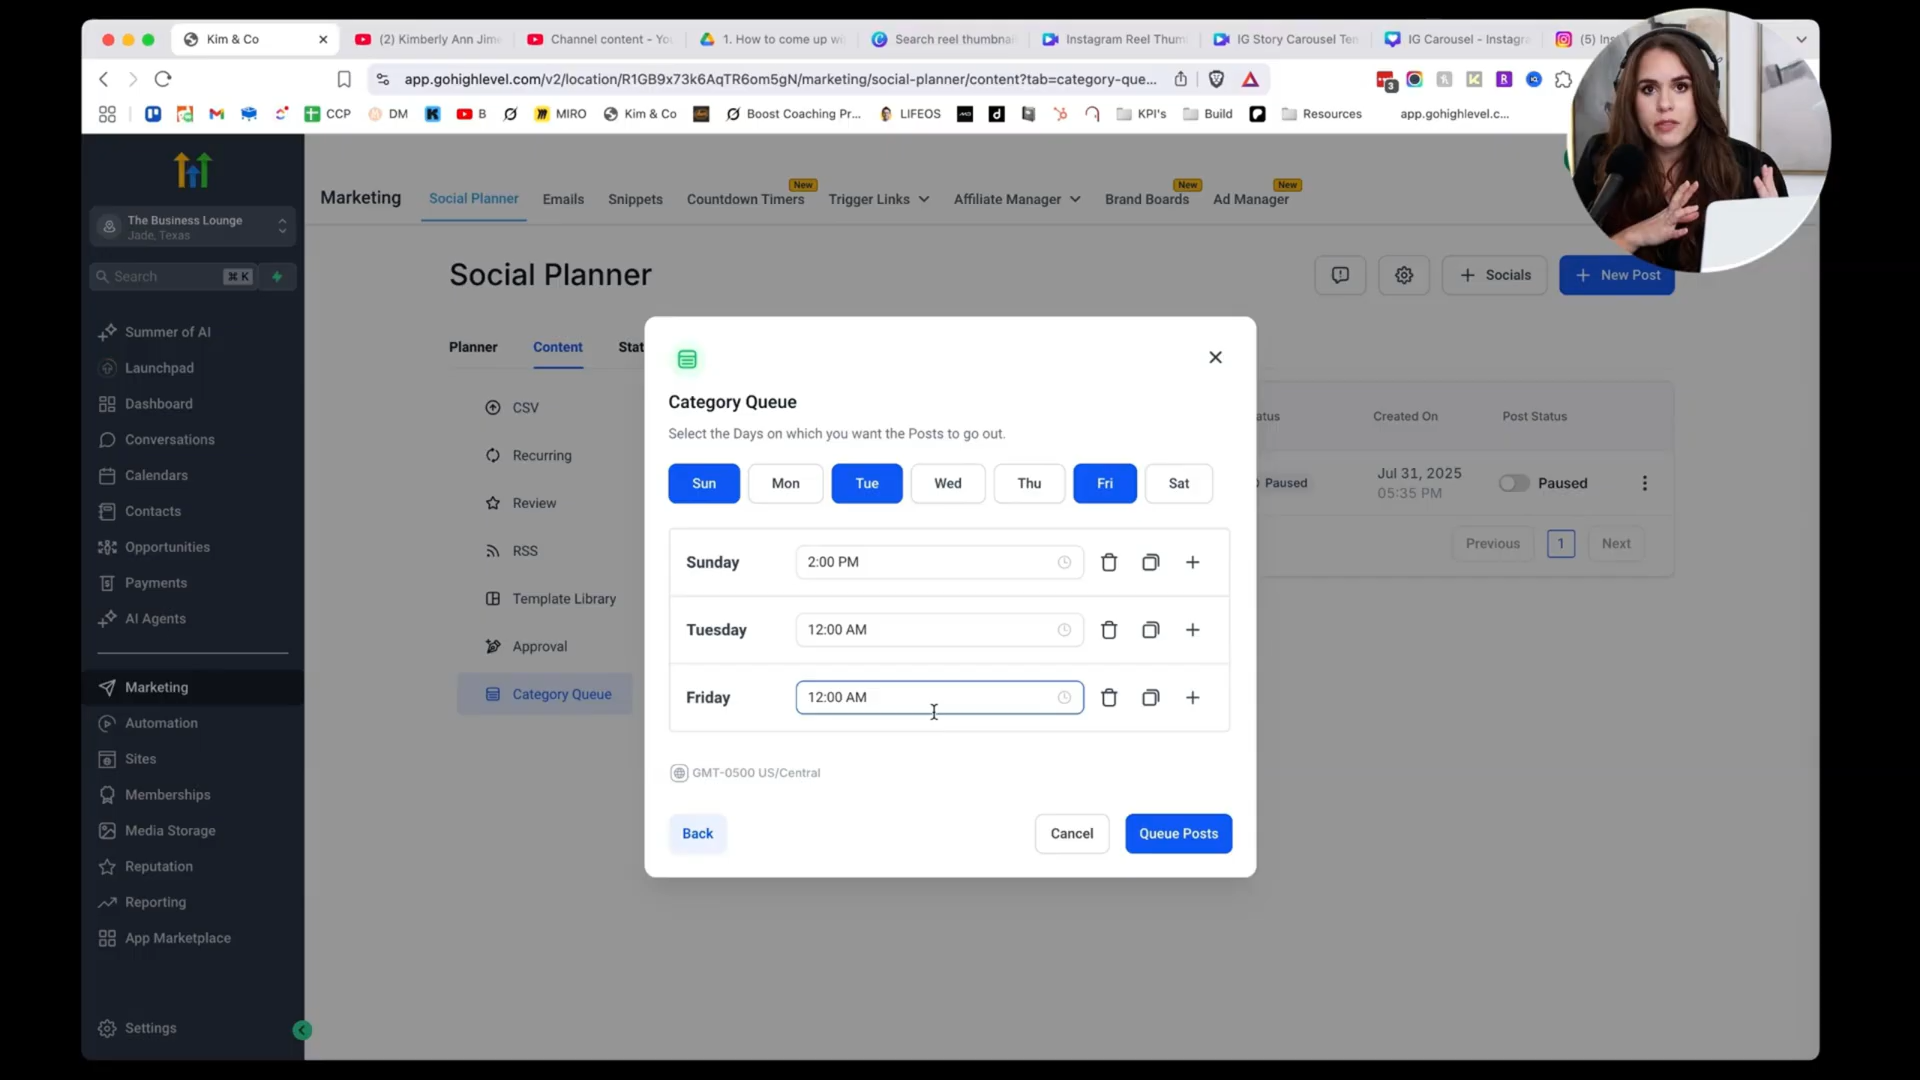 Kim & Co
(2) Kimberly Ann Jime
Channel content - You
1. How to come up wi
Search reel thumbnai
Instagram Reel Thum
IG Story Carousel Ten
IG Carousel - Instagra
(5) Ins
app.gohighlevel.com/v2/location/R1GB9x73k6AqTR6om5gN/marketing/social-planner/content?tab=category-que...
3
CCP
DM
B
MIRO
Kim & Co
Boost Coaching Pr...
LIFEOS
KPI's
Build
Resources
app.gohighlevel.c...
The Business Lounge
Jade, Texas
Search
⌘ K
Summer of AI
Launchpad
Dashboard
Conversations
Calendars
Contacts
Opportunities
Payments
AI Agents
Marketing
Automation
Sites
Memberships
Media Storage
Reputation
Reporting
App Marketplace
Settings
Marketing
Social Planner
Emails
Snippets
Countdown Timers
New
Trigger Links
Affiliate Manager
Brand Boards
New
Ad Manager
New
Social Planner
+ Socials
+ New Post
Planner
Content
Stat
CSV
Recurring
Review
RSS
Template Library
Approval
Category Queue
atus
Created On
Post Status
Paused
Jul 31, 2025
05:35 PM
Paused
Previous
1
Next
Category Queue
Select the Days on which you want the Posts to go out.
Sun
Mon
Tue
Wed
Thu
Fri
Sat
Sunday
2:00 PM
Tuesday
12:00 AM
Friday
12:00 AM
GMT-0500 US/Central
Back
Cancel
Queue Posts